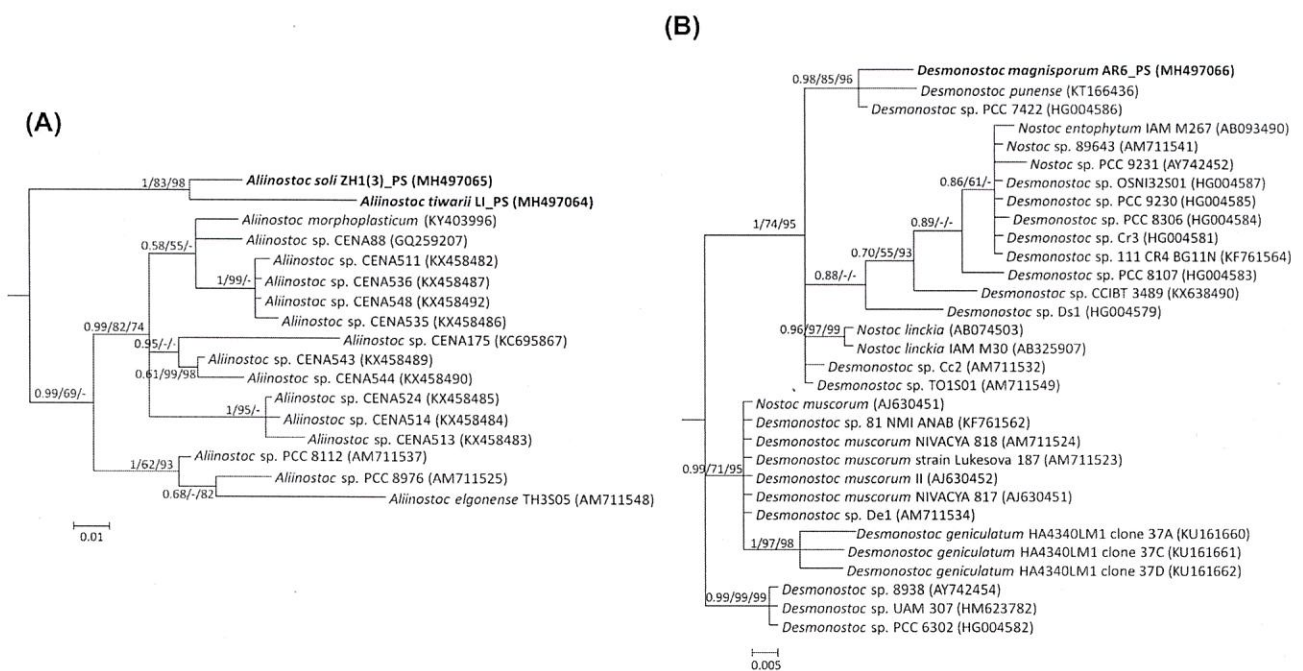 (A)
1/83/98
Aliinostoc soli ZH1(3)_PS (MH497065)
Aliinostoc tiwarii LI_PS (MH497064)
Aliinostoc morphoplasticum (KY403996)
0.58/55/-
Aliinostoc sp. CENA88 (GQ259207)
Aliinostoc sp. CENA511 (KX458482)
1/99/-
Aliinostoc sp. CENA536 (KX458487)
Aliinostoc sp. CENA548 (KX458492)
Aliinostoc sp. CENA535 (KX458486)
0.99/82/74
0.95/-/-
Aliinostoc sp. CENA175 (KC695867)
Aliinostoc sp. CENA543 (KX458489)
0.61/99/98
Aliinostoc sp. CENA544 (KX458490)
0.99/69/-
Aliinostoc sp. CENA524 (KX458485)
1/95/-
Aliinostoc sp. CENA514 (KX458484)
Aliinostoc sp. CENA513 (KX458483)
Aliinostoc sp. PCC 8112 (AM711537)
1/62/93
Aliinostoc sp. PCC 8976 (AM711525)
0.68/-/82
Aliinostoc elgonense TH3S05 (AM711548)
0.01
(B)
0.98/85/96
Desmonostoc magnisporum AR6_PS (MH497066)
Desmonostoc punense (KT166436)
Desmonostoc sp. PCC 7422 (HG004586)
Nostoc entophytum IAM M267 (AB093490)
Nostoc sp. 89643 (AM711541)
Nostoc sp. PCC 9231 (AY742452)
0.86/61/-
Desmonostoc sp. OSNI32S01 (HG004587)
Desmonostoc sp. PCC 9230 (HG004585)
1/74/95
0.89/-/-
Desmonostoc sp. PCC 8306 (HG004584)
Desmonostoc sp. Cr3 (HG004581)
0.70/55/93
Desmonostoc sp. 111 CR4 BG11N (KF761564)
0.88/-/-
Desmonostoc sp. PCC 8107 (HG004583)
Desmonostoc sp. CCIBT 3489 (KX638490)
Desmonostoc sp. Ds1 (HG004579)
0.96/97/99
Nostoc linckia (AB074503)
Nostoc linckia IAM M30 (AB325907)
Desmonostoc sp. Cc2 (AM711532)
Desmonostoc sp. TO1S01 (AM711549)
Nostoc muscorum (AJ630451)
Desmonostoc sp. 81 NMI ANAB (KF761562)
Desmonostoc muscorum NIVACYA 818 (AM711524)
0.99/71/95
Desmonostoc muscorum strain Lukesova 187 (AM711523)
Desmonostoc muscorum II (AJ630452)
Desmonostoc muscorum NIVACYA 817 (AJ630451)
Desmonostoc sp. De1 (AM711534)
Desmonostoc geniculatum HA4340LM1 clone 37A (KU161660)
1/97/98
Desmonostoc geniculatum HA4340LM1 clone 37C (KU161661)
Desmonostoc geniculatum HA4340LM1 clone 37D (KU161662)
Desmonostoc sp. 8938 (AY742454)
0.99/99/99
Desmonostoc sp. UAM 307 (HM623782)
Desmonostoc sp. PCC 6302 (HG004582)
0.005